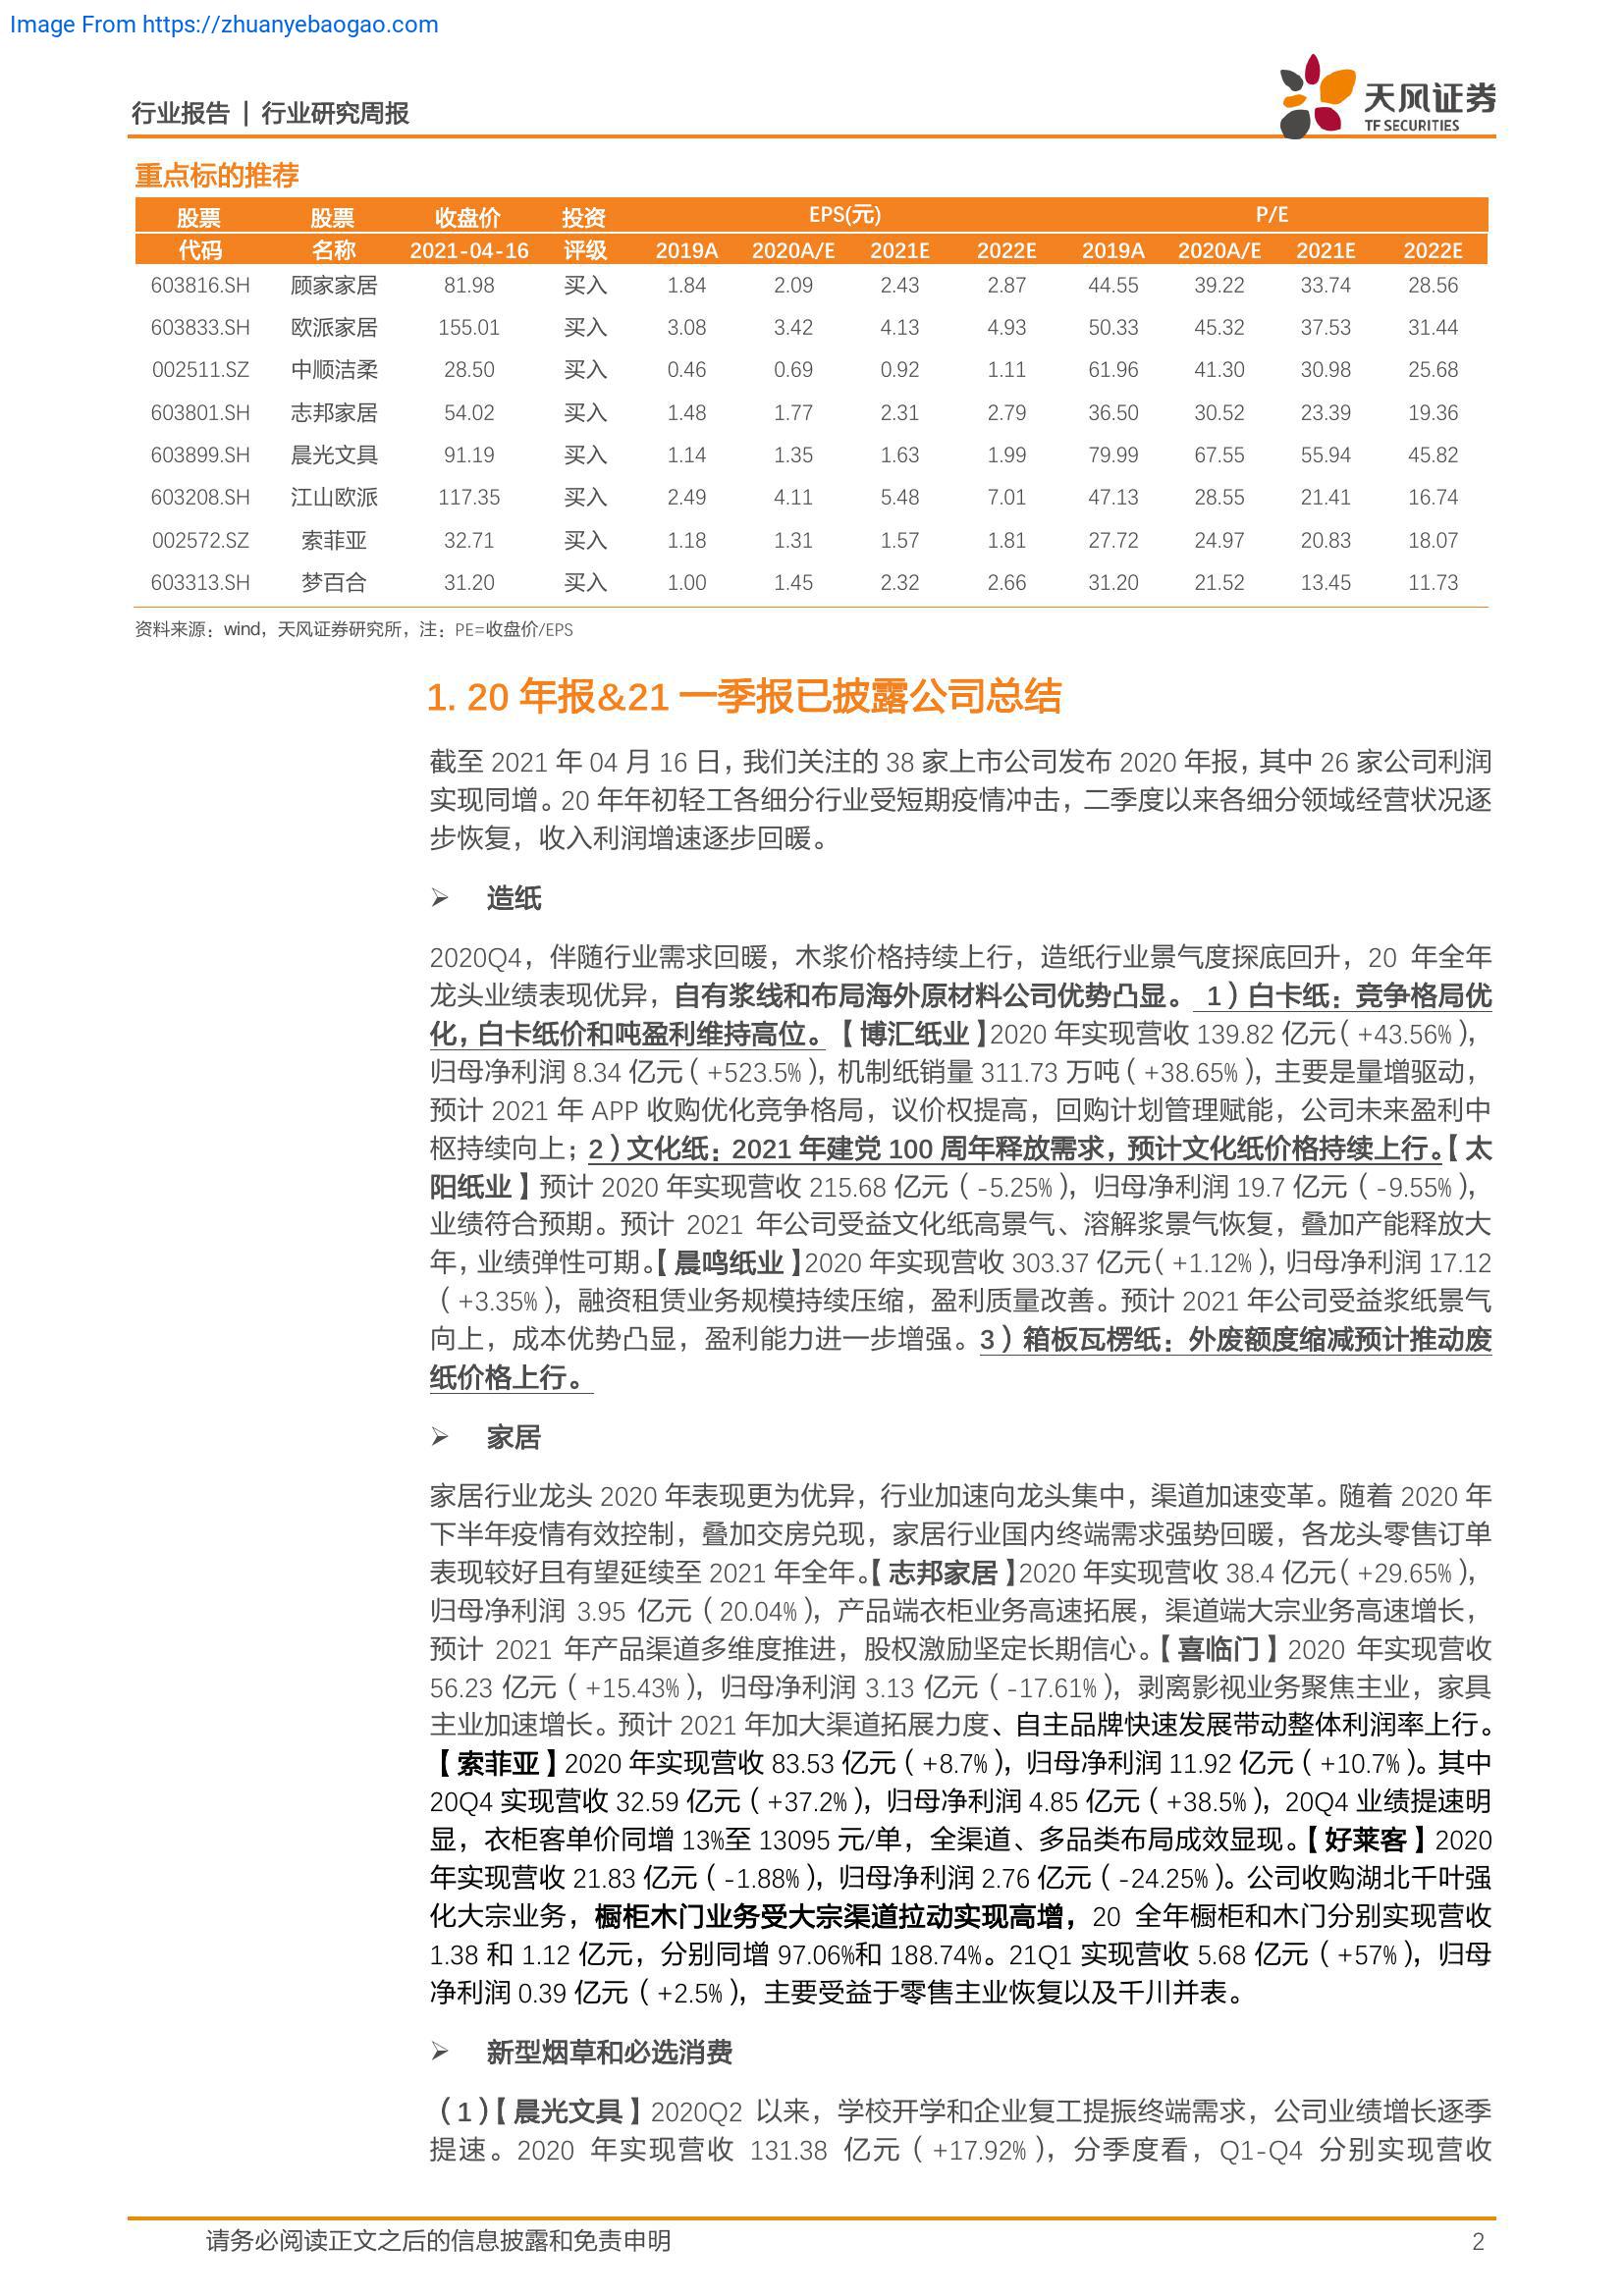 Image From https://zhuanyebaogao.com
行业报告 | 行业研究周报
天风证券
TF SECURITIES
重点标的推荐
股票 股票 收盘价 投资 EPS(元) P/E
代码 名称 2021-04-16 评级 2019A 2020A/E 2021E 2022E 2019A 2020A/E 2021E 2022E
603816.SH 顾家家居 81.98 买入 1.84 2.09 2.43 2.87 44.55 39.22 33.74 28.56
603833.SH 欧派家居 155.01 买入 3.08 3.42 4.13 4.93 50.33 45.32 37.53 31.44
002511.SZ 中顺洁柔 28.50 买入 0.46 0.69 0.92 1.11 61.96 41.30 30.98 25.68
603801.SH 志邦家居 54.02 买入 1.48 1.77 2.31 2.79 36.50 30.52 23.39 19.36
603899.SH 晨光文具 91.19 买入 1.14 1.35 1.63 1.99 79.99 67.55 55.94 45.82
603208.SH 江山欧派 117.35 买入 2.49 4.11 5.48 7.01 47.13 28.55 21.41 16.74
002572.SZ 索菲亚 32.71 买入 1.18 1.31 1.57 1.81 27.72 24.97 20.83 18.07
603313.SH 梦百合 31.20 买入 1.00 1.45 2.32 2.66 31.20 21.52 13.45 11.73
资料来源：wind，天风证券研究所，注：PE=收盘价/EPS
1. 20 年报&21 一季报已披露公司总结
截至 2021 年 04 月 16 日，我们关注的 38 家上市公司发布 2020 年报，其中 26 家公司利润
实现同增。20 年年初轻工各细分行业受短期疫情冲击，二季度以来各细分领域经营状况逐
步恢复，收入利润增速逐步回暖。
➢ 造纸
2020Q4，伴随行业需求回暖，木浆价格持续上行，造纸行业景气度探底回升，20 年全年
龙头业绩表现优异，自有浆线和布局海外原材料公司优势凸显。 1）白卡纸：竞争格局优
化，白卡纸价和吨盈利维持高位。【博汇纸业】2020 年实现营收 139.82 亿元（+43.56%），
归母净利润 8.34 亿元（+523.5%），机制纸销量 311.73 万吨（+38.65%），主要是量增驱动，
预计 2021 年 APP 收购优化竞争格局，议价权提高，回购计划管理赋能，公司未来盈利中
枢持续向上；2）文化纸：2021 年建党 100 周年释放需求，预计文化纸价格持续上行。【太
阳纸业】预计 2020 年实现营收 215.68 亿元（-5.25%），归母净利润 19.7 亿元（-9.55%），
业绩符合预期。预计 2021 年公司受益文化纸高景气、溶解浆景气恢复，叠加产能释放大
年，业绩弹性可期。【晨鸣纸业】2020 年实现营收 303.37 亿元（+1.12%），归母净利润 17.12
（+3.35%），融资租赁业务规模持续压缩，盈利质量改善。预计 2021 年公司受益浆纸景气
向上，成本优势凸显，盈利能力进一步增强。3）箱板瓦楞纸：外废额度缩减预计推动废
纸价格上行。
➢ 家居
家居行业龙头 2020 年表现更为优异，行业加速向龙头集中，渠道加速变革。随着 2020 年
下半年疫情有效控制，叠加交房兑现，家居行业国内终端需求强势回暖，各龙头零售订单
表现较好且有望延续至 2021 年全年。【志邦家居】2020 年实现营收 38.4 亿元（+29.65%），
归母净利润 3.95 亿元（20.04%），产品端衣柜业务高速拓展，渠道端大宗业务高速增长，
预计 2021 年产品渠道多维度推进，股权激励坚定长期信心。【喜临门】2020 年实现营收
56.23 亿元（+15.43%），归母净利润 3.13 亿元（-17.61%），剥离影视业务聚焦主业，家具
主业加速增长。预计 2021 年加大渠道拓展力度、自主品牌快速发展带动整体利润率上行。
【索菲亚】2020 年实现营收 83.53 亿元（+8.7%），归母净利润 11.92 亿元（+10.7%）。其中
20Q4 实现营收 32.59 亿元（+37.2%），归母净利润 4.85 亿元（+38.5%），20Q4 业绩提速明
显，衣柜客单价同增 13%至 13095 元/单，全渠道、多品类布局成效显现。【好莱客】2020
年实现营收 21.83 亿元（-1.88%），归母净利润 2.76 亿元（-24.25%）。公司收购湖北千叶强
化大宗业务，橱柜木门业务受大宗渠道拉动实现高增，20 全年橱柜和木门分别实现营收
1.38 和 1.12 亿元，分别同增 97.06%和 188.74%。21Q1 实现营收 5.68 亿元（+57%），归母
净利润 0.39 亿元（+2.5%），主要受益于零售主业恢复以及千川并表。
➢ 新型烟草和必选消费
（1）【晨光文具】2020Q2 以来，学校开学和企业复工提振终端需求，公司业绩增长逐季
提速。2020 年实现营收 131.38 亿元（+17.92%），分季度看，Q1-Q4 分别实现营收
请务必阅读正文之后的信息披露和免责申明 2